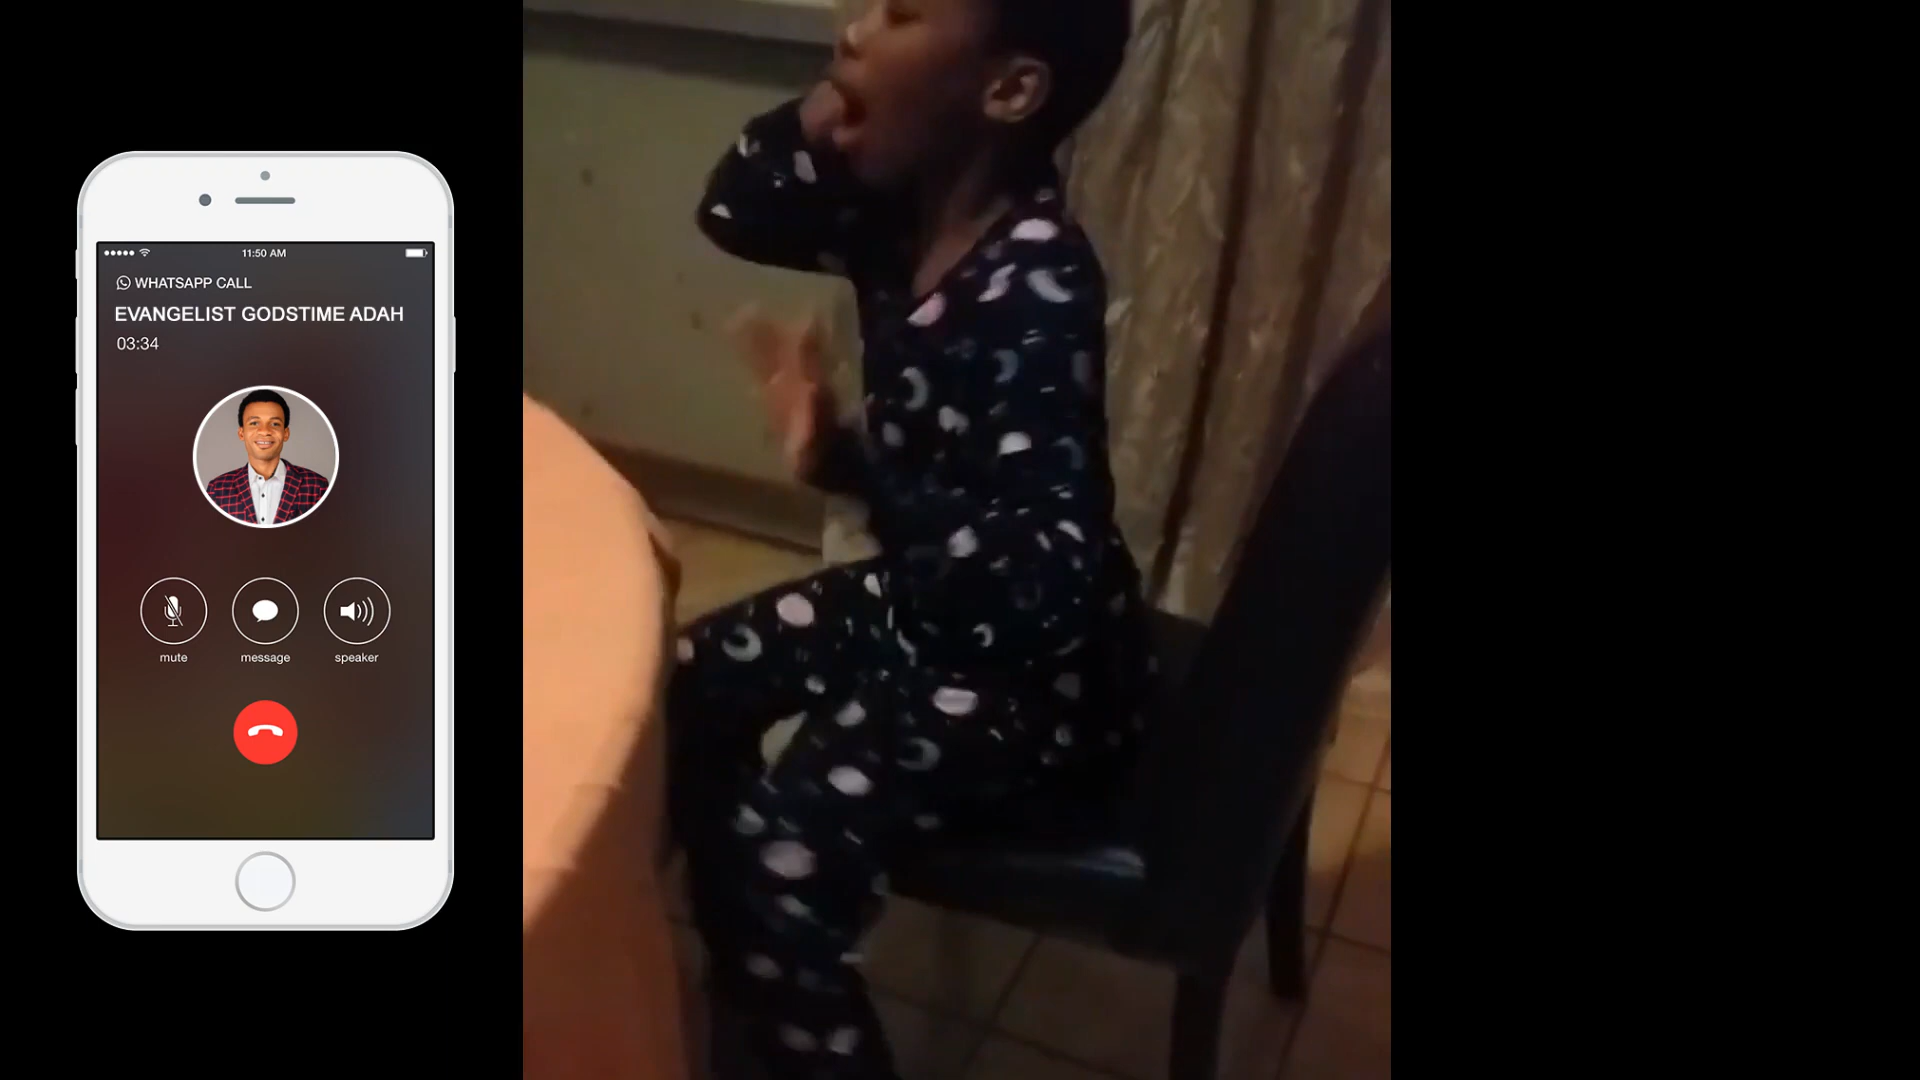 11:50 AM
WHATSAPP CALL
EVANGELIST GODSTIME ADAH
03:34
mute
message
speaker